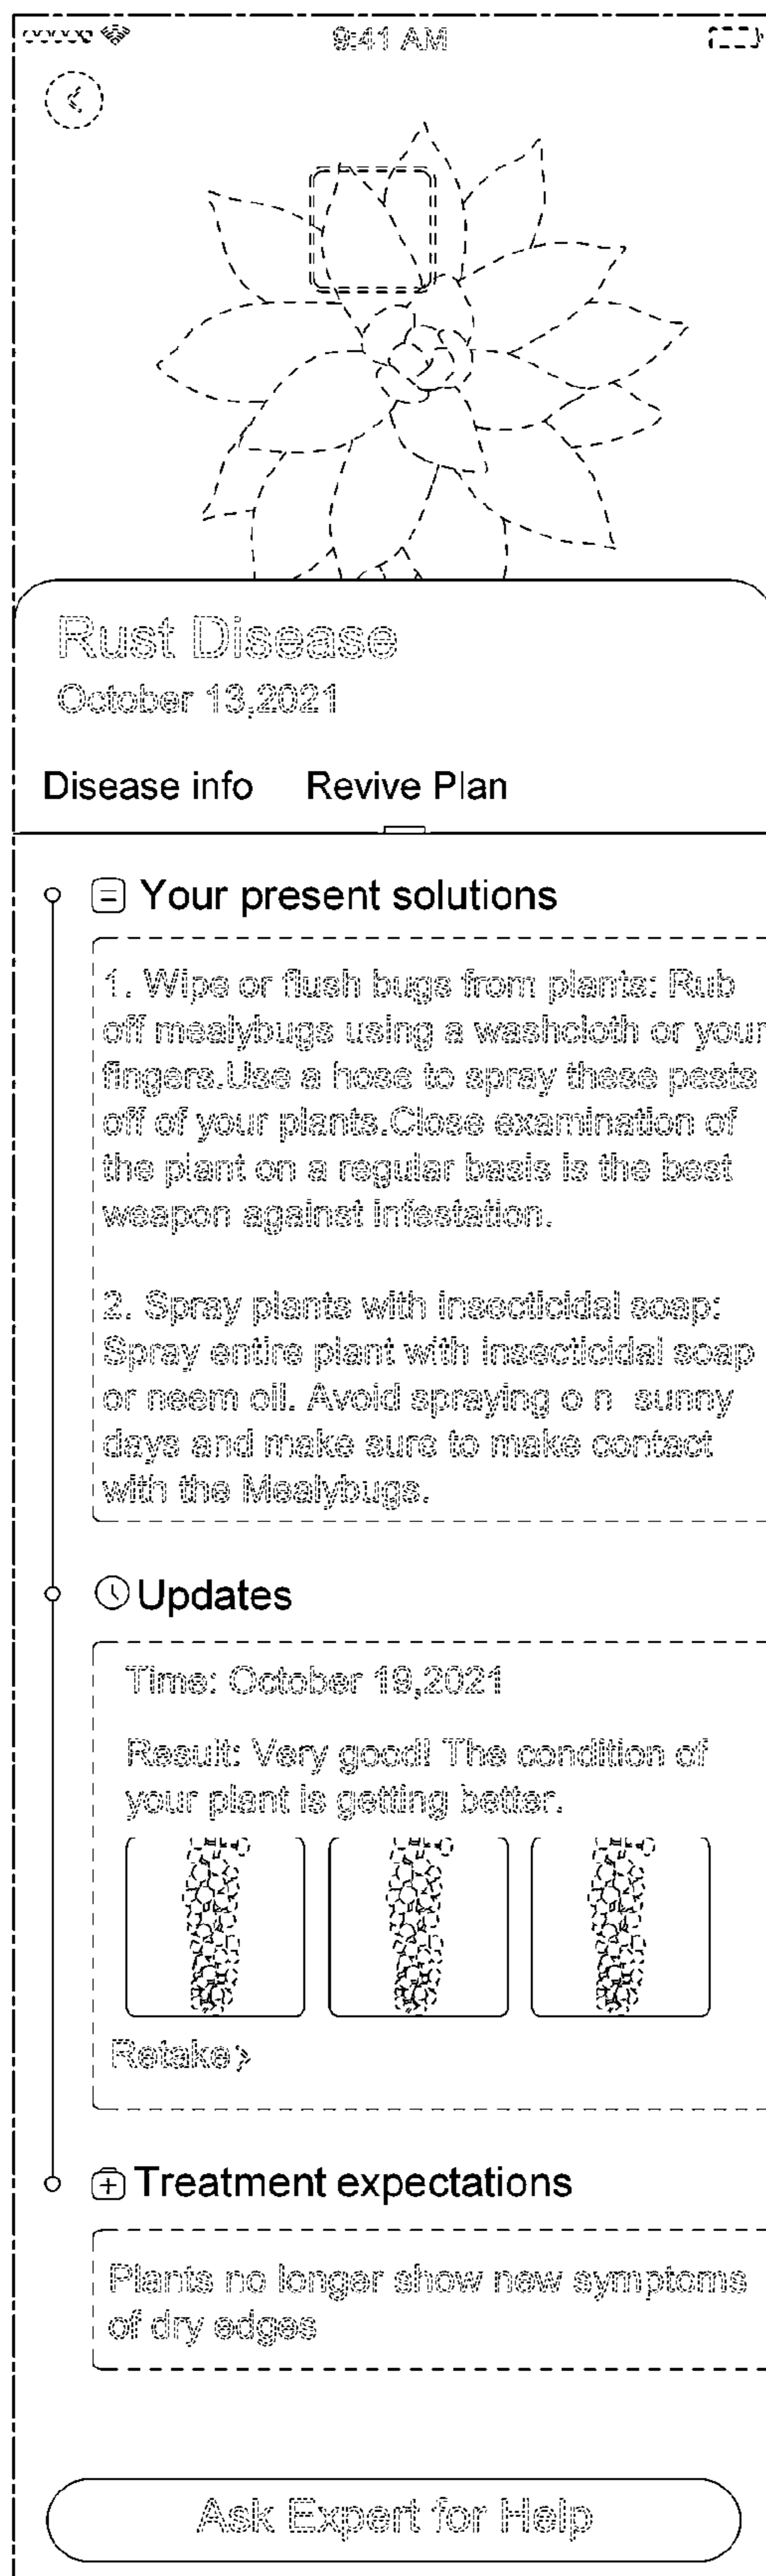 9:41 AM
Rust Disease
October 13,2021
Disease info Revive Plan
Your present solutions
1. Wipe or flush bugs from plants: Rub
off mealybugs using a washcloth or your
fingers.Use a hose to spray these pests
off of your plants.Close examination of
the plant on a regular basis is the best
weapon against infestation.
2. Spray plants with insecticidal soap:
Spray entire plant with insecticidal soap
or neem oil. Avoid spraying o n sunny
days and make sure to make contact
with the Mealybugs.
Updates
Time: October 19,2021
Result: Very good! The condition of
your plant is getting better.
Retake
Treatment expectations
Plants no longer show new symptoms
of dry edges
Ask Expert for Help